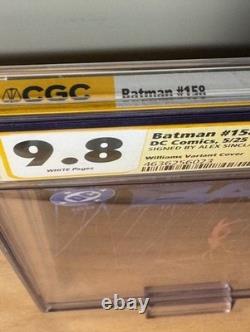 CGC
Batman #158
9.8
WHITE Pages
Batman #158
DC Comics, 5/25
SIGNED BY ALEX SINCL
Williams Variant Cover
4636256023